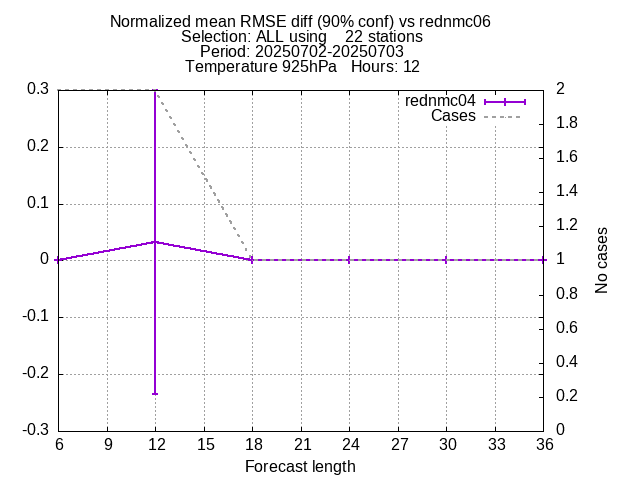 Normalized mean RMSE diff (90% conf) vs rednmc06
Selection: ALL using    22 stations
Period: 20250702-20250703
Temperature 925hPa   Hours: 12
rednmc04
Cases
0.3
0.2
0.1
0
-0.1
-0.2
-0.3
2
1.8
1.6
1.4
1.2
1
0.8
0.6
0.4
0.2
0
No cases
6 9 12 15 18 21 24 27 30 33 36
Forecast length